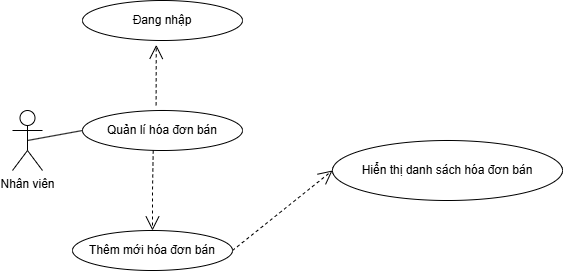 Đang nhập
Quản lí hóa đơn bán
Nhân viên
Hiển thị danh sách hóa đơn bán
Thêm mới hóa đơn bán